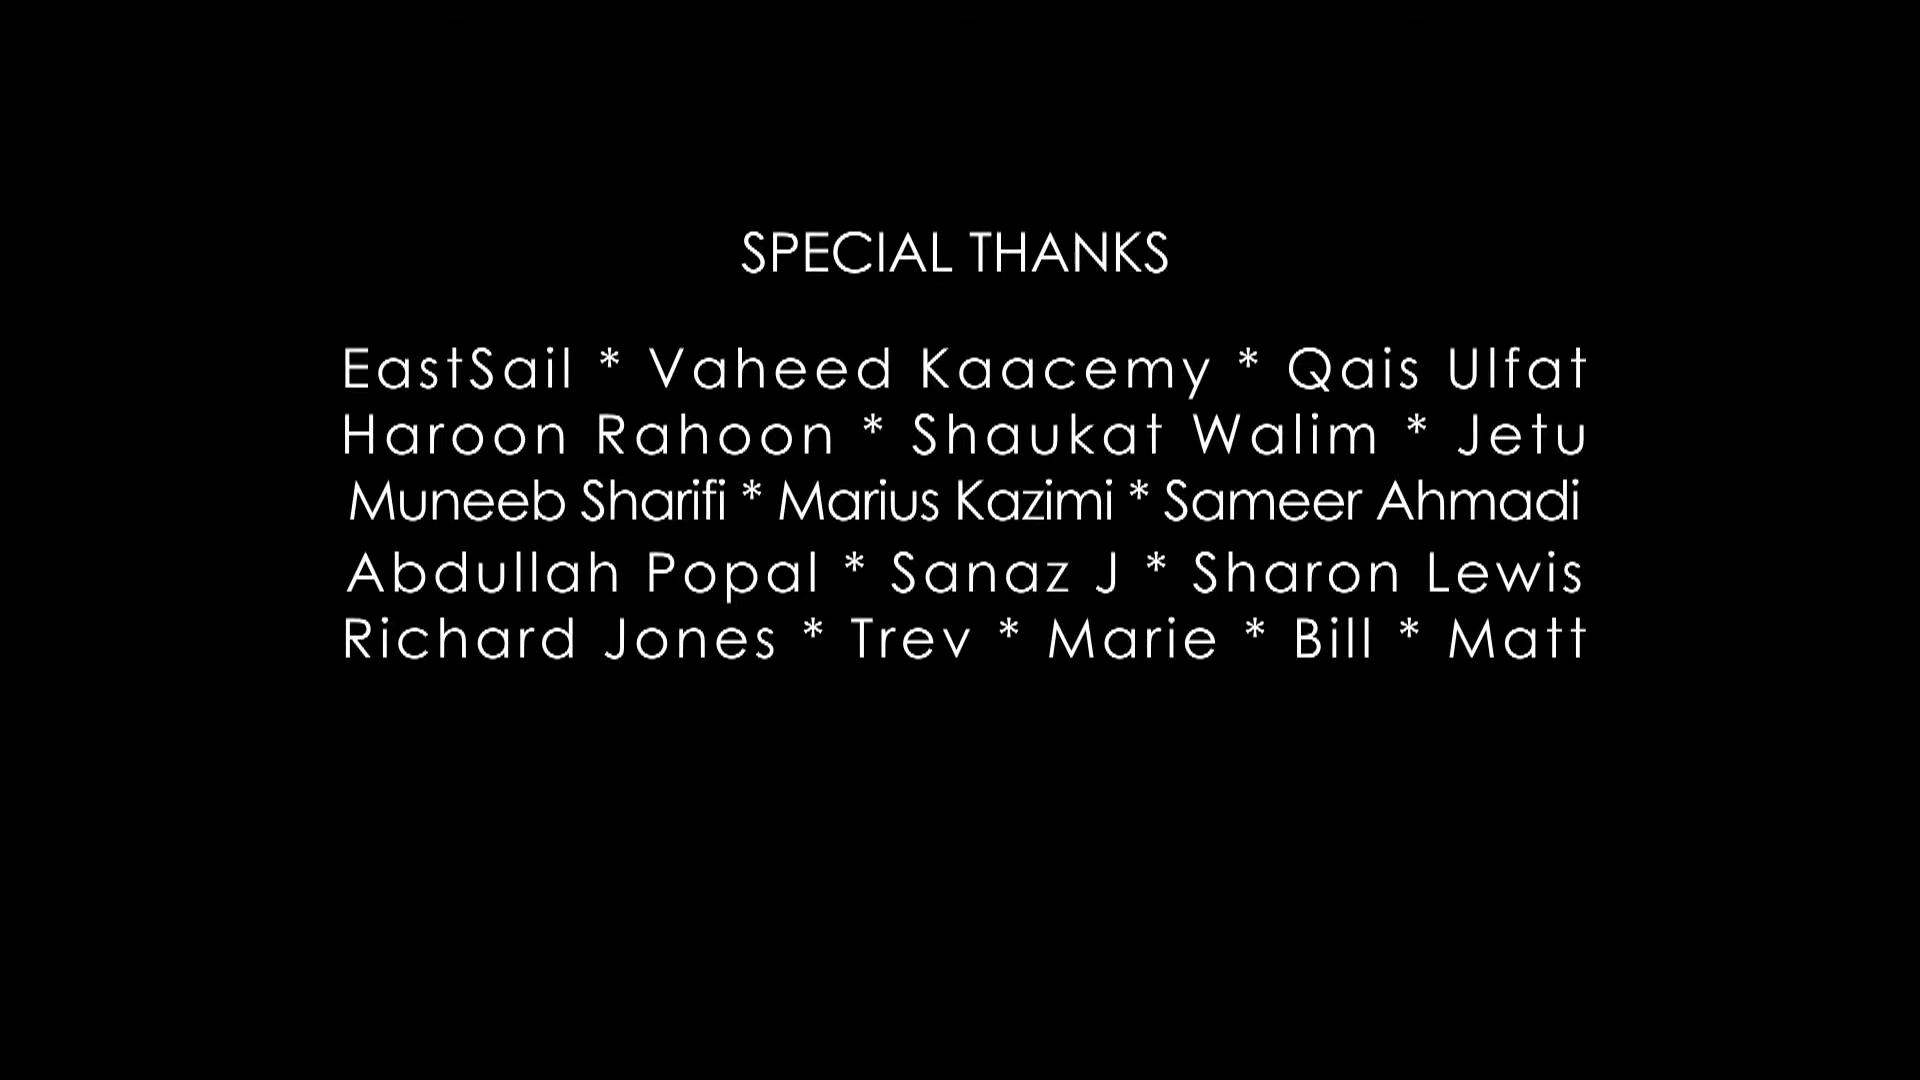 SPECIAL THANKS
EastSail * Vaheed Kaacemy * Qais Ulfat
Haroon Rahoon * Shaukat Walim * Jetu
Muneeb Sharifi * Marius Kazimi * Sameer Ahmadi
Abdullah Popal * Sanaz J * Sharon Lewis
Richard Jones * Trev * Marie * Bill * Matt